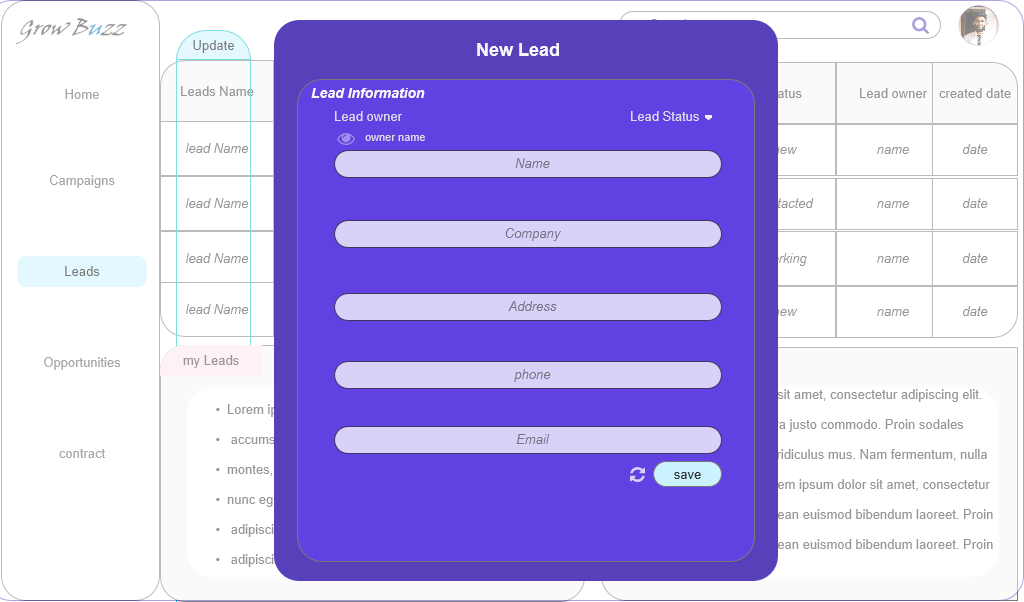 Grow Buzz
Home
Campaigns
Leads
Opportunities
contract
Update
Leads Name
lead Name
lead Name
lead Name
lead Name
my Leads
• Lorem ip
• accums
• montes,
• nunc eg
• adipisci
• adipisci
New Lead
Lead Information
Lead owner
Lead Status
owner name
Name
Company
Address
phone
Email
save
atus Lead owner created date
new name date
tacted name date
rking name date
new name date
sit amet, consectetur adipiscing elit.
a justo commodo. Proin sodales
ridiculus mus. Nam fermentum, nulla
em ipsum dolor sit amet, consectetur
ean euismod bibendum laoreet. Proin
ean euismod bibendum laoreet. Proin